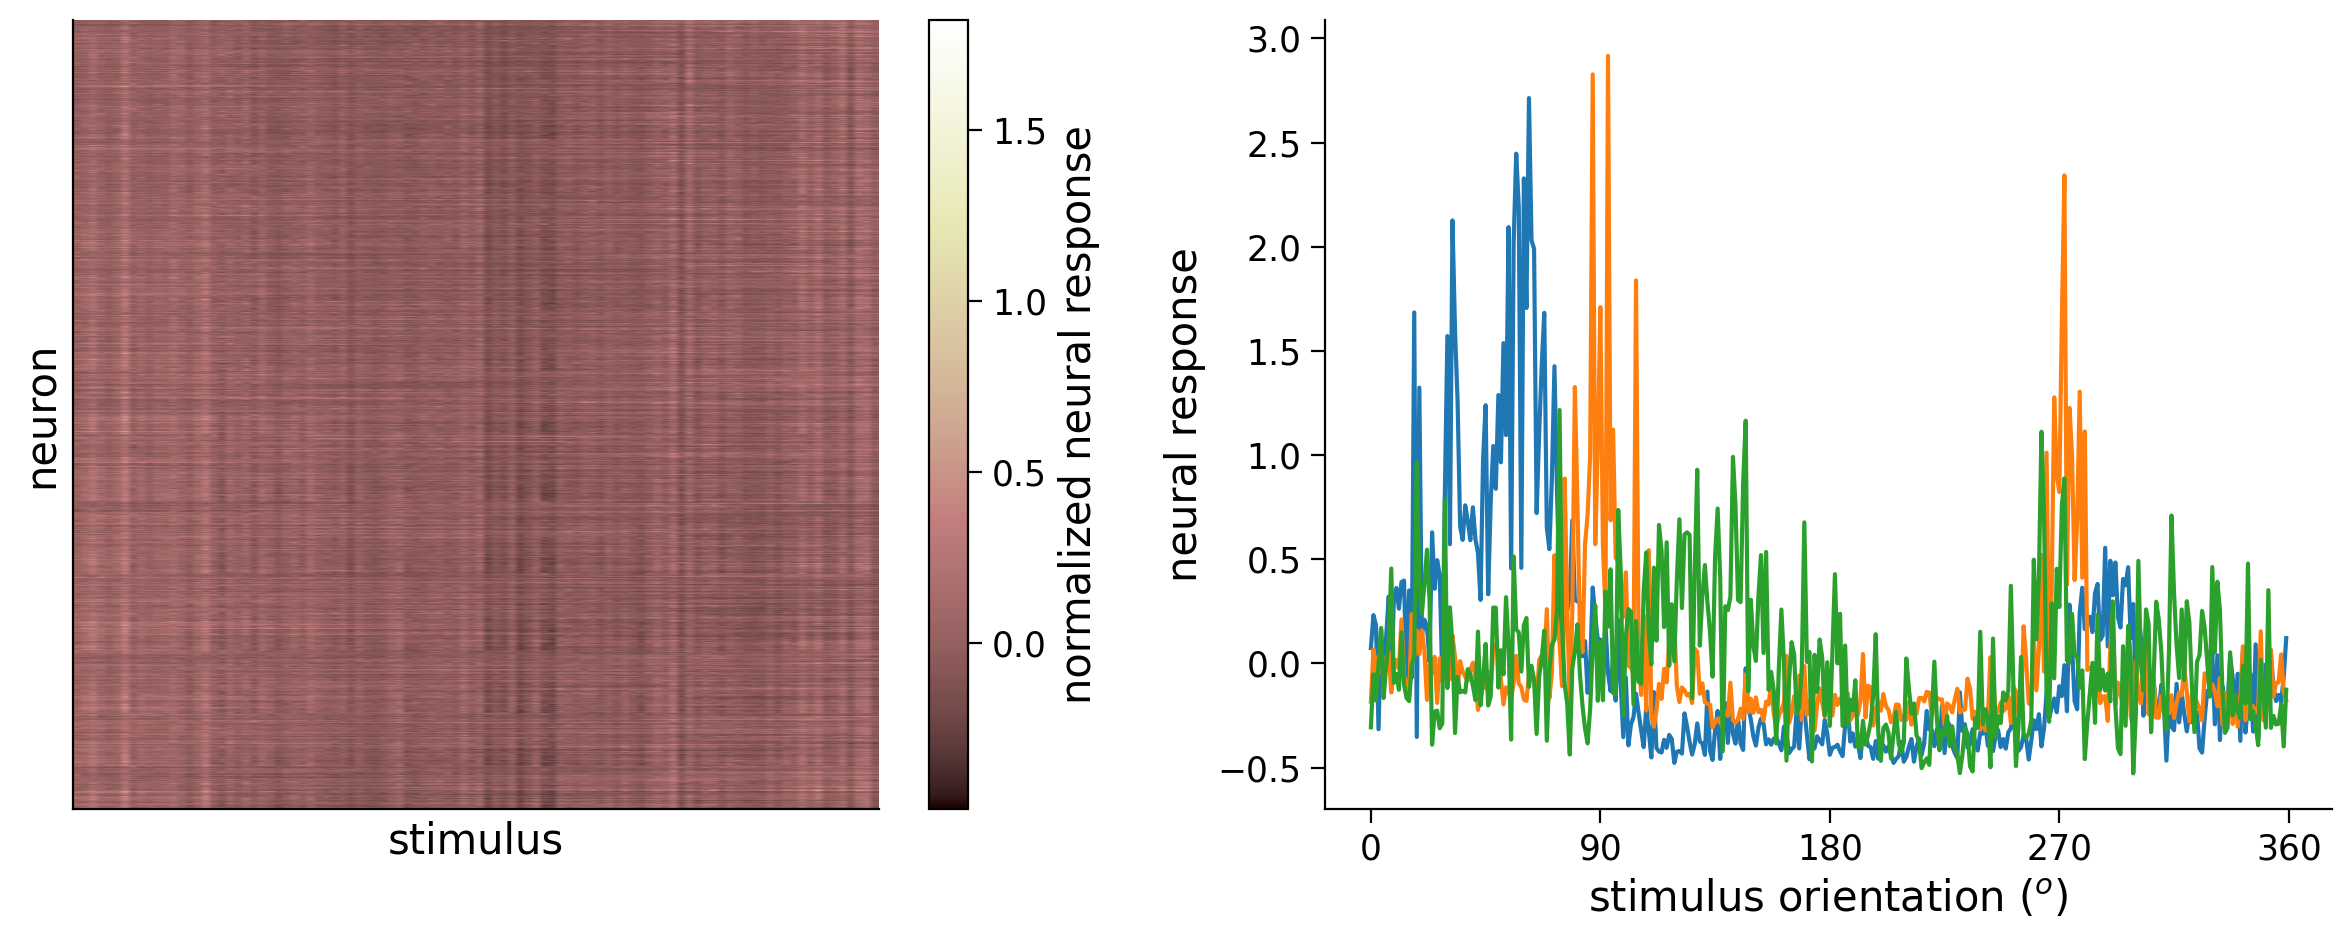 neuron
stimulus
1.5
1.0
0.5
0.0
normalized neural response
neural response
3.0
2.5
2.0
1.5
1.0
0.5
0.0
−0.5
0 90 180 270 360
stimulus orientation (o)